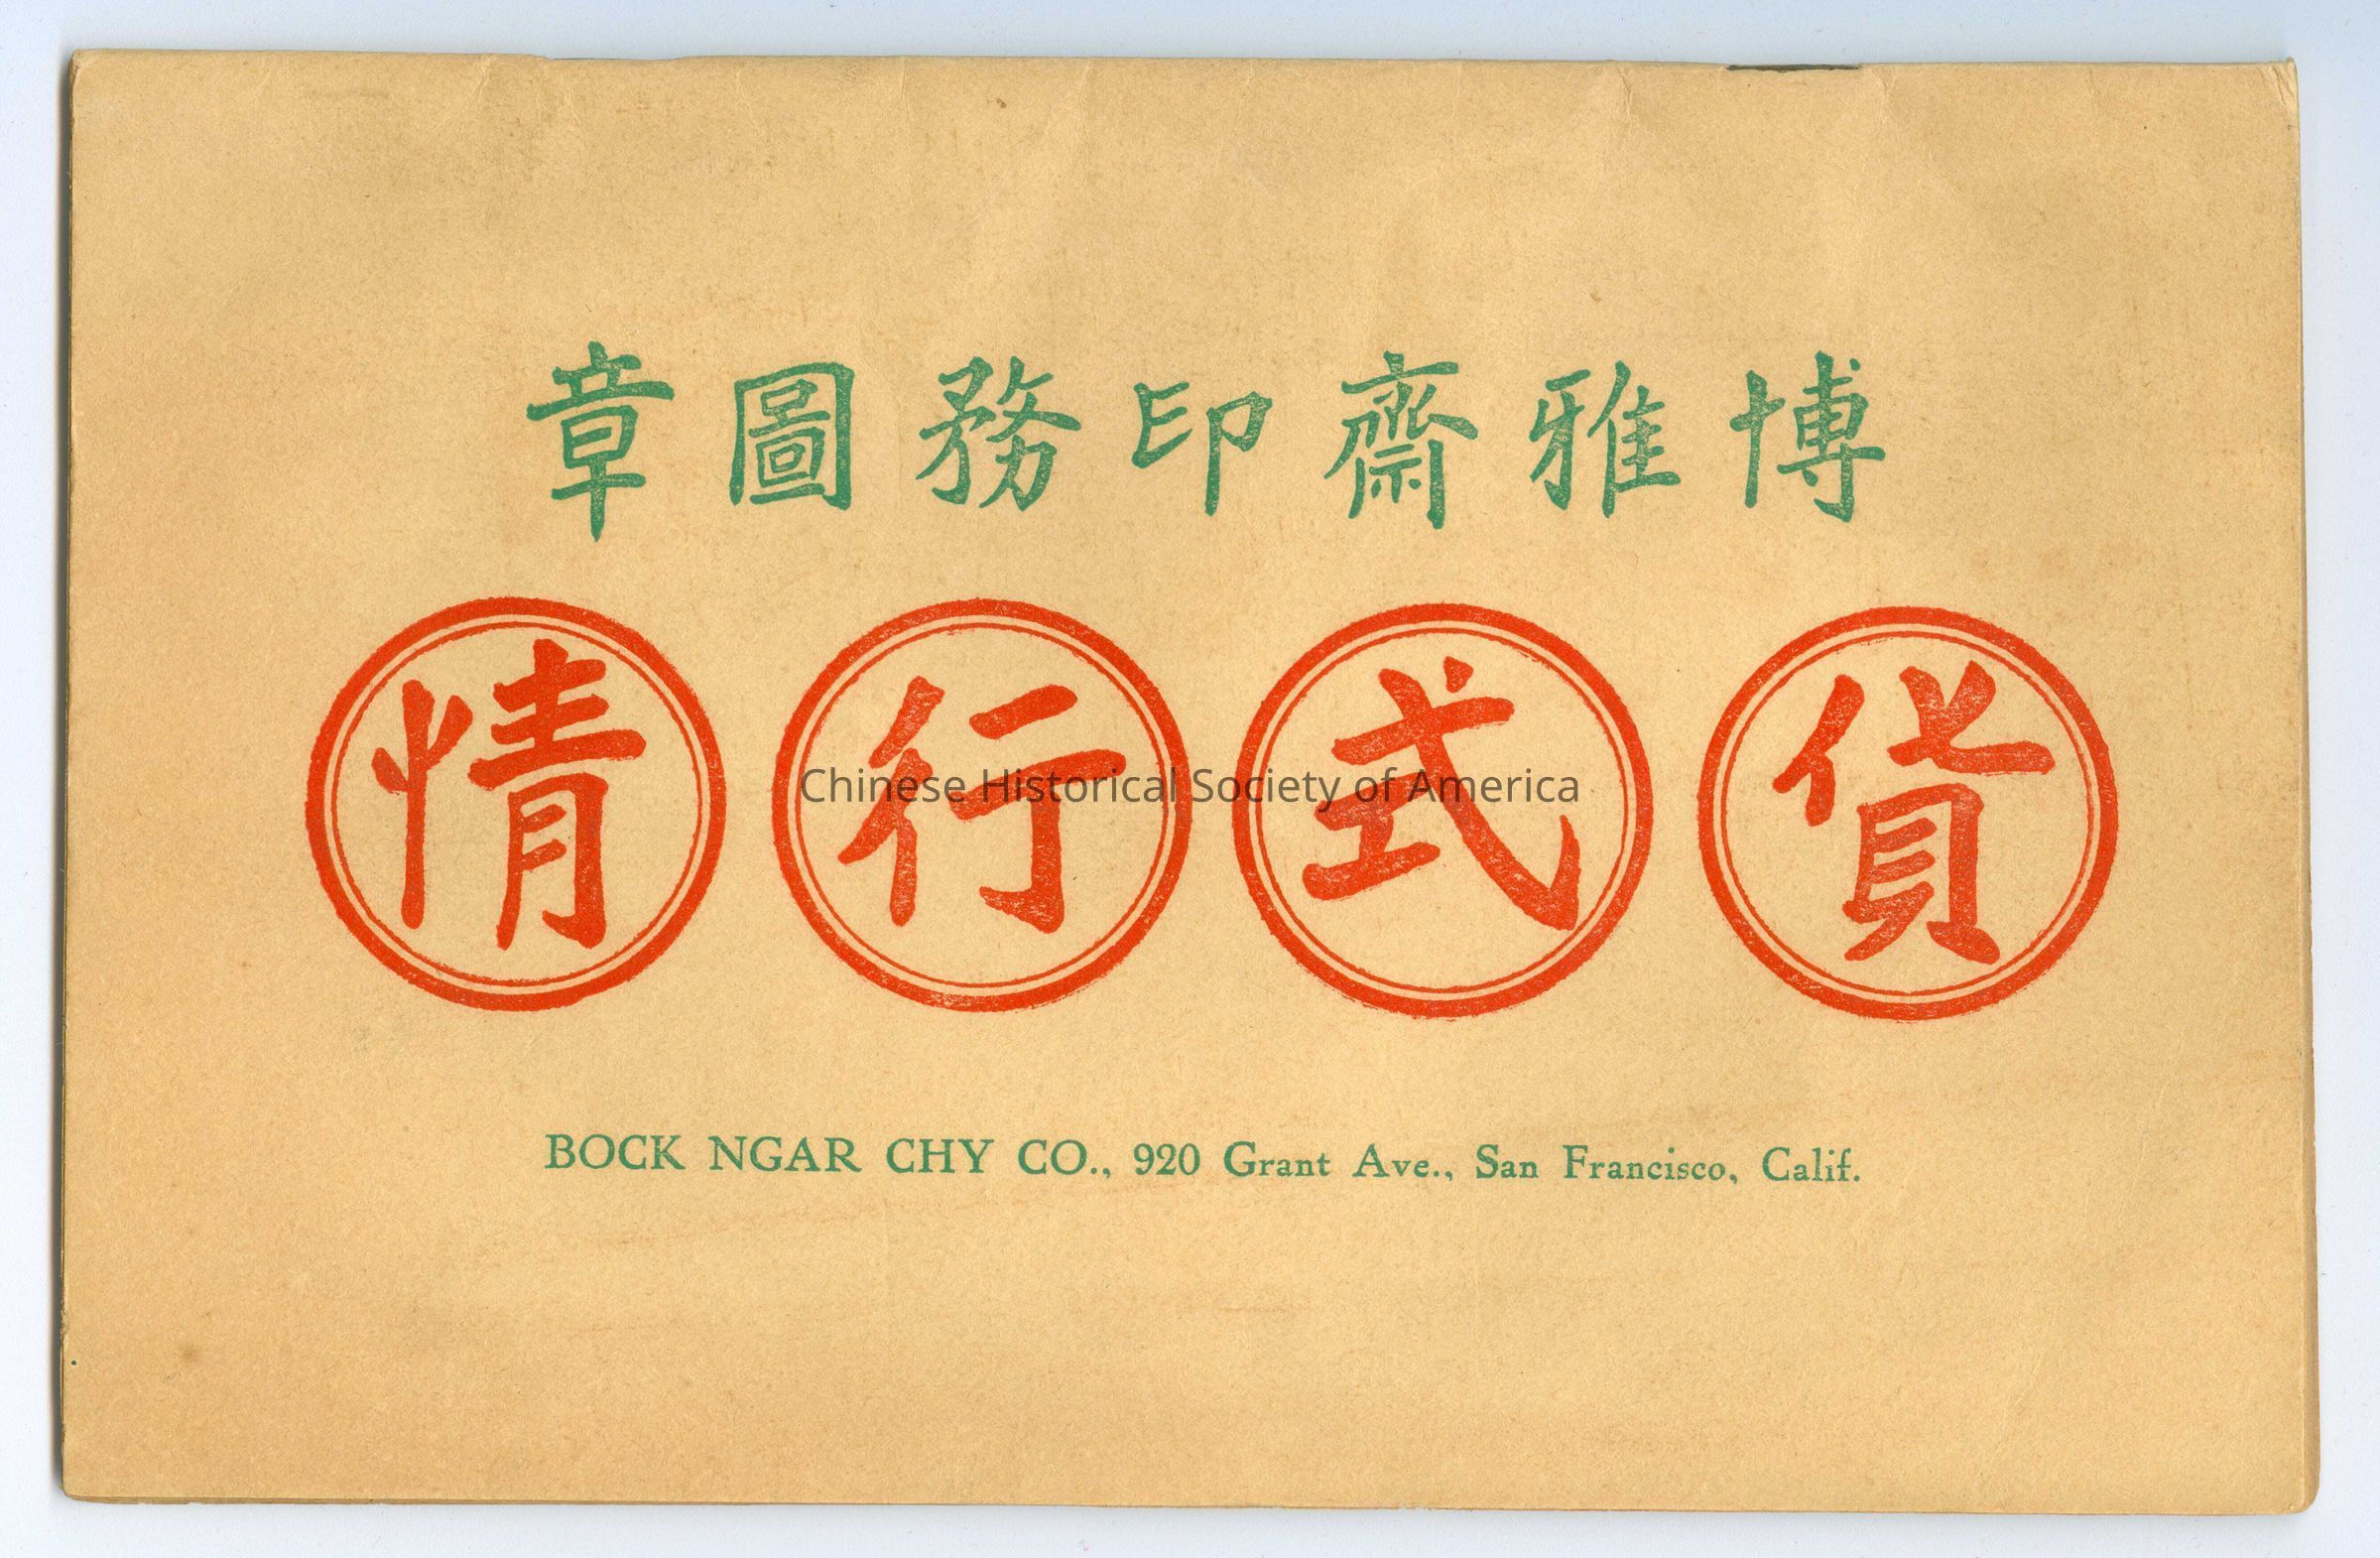 博雅齋印務圖章
貨式行情
Chinese Historical Society of America
BOCK NGAR CHY CO., 920 Grant Ave., San Francisco, Calif.